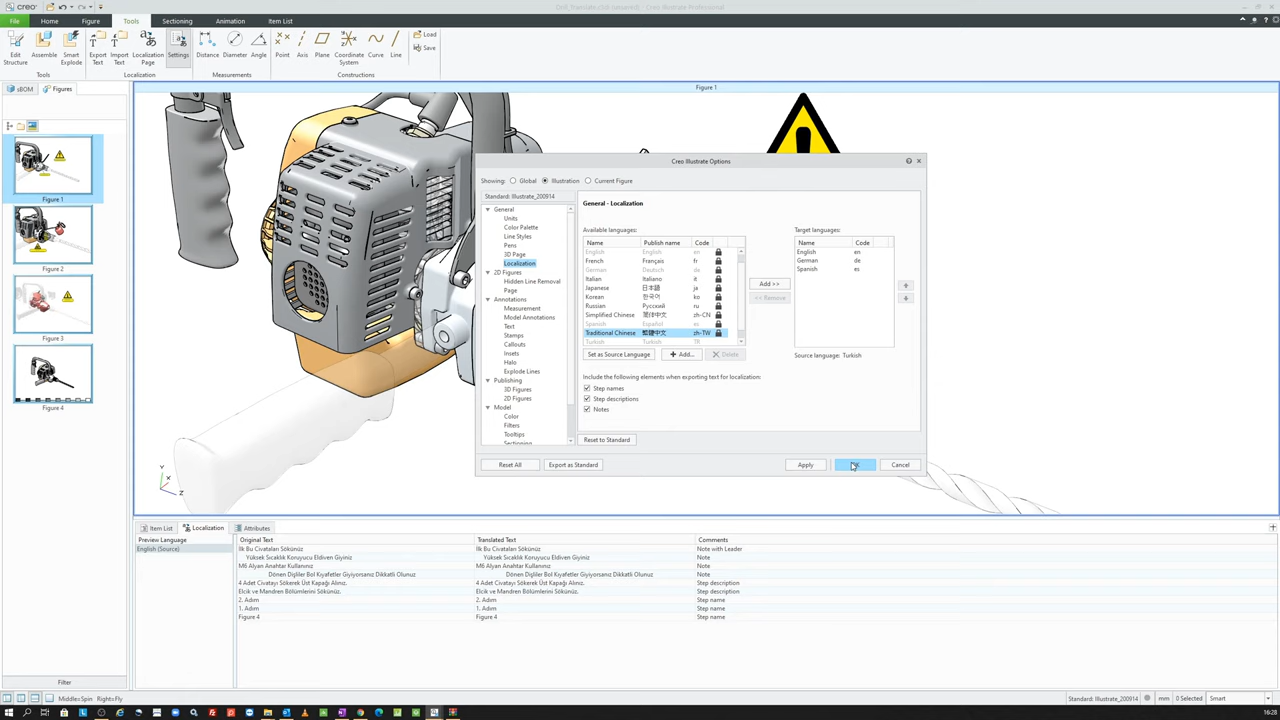 creo
Drill_Translate.c3di (unsaved) - Creo Illustrate Professional
File
Home
Figure
Tools
Sectioning
Animation
Item List
Edit Structure
Assemble
Smart Explode
Export Text
Import Text
Localization Page
Settings
Distance
Diameter
Angle
Point
Axis
Plane
Coordinate System
Curve
Line
Load
Save
Tools
Localization
Measurements
Constructions
sBOM
Figures
Figure 1
Figure 1
Figure 2
Figure 3
Figure 4
Filter
Creo Illustrate Options
Showing:
Global
Illustration
Current Figure
Standard: Illustrate_200914
General
Units
Color Palette
Line Styles
Pens
3D Page
Localization
2D Figures
Hidden Line Removal
Page
Annotations
Measurement
Model Annotations
Text
Stamps
Callouts
Insets
Halo
Explode Lines
Publishing
3D Figures
2D Figures
Model
Color
Filters
Tooltips
Sectioning
General - Localization
Available languages:
Name Publish name Code
English English en
French Français fr
German Deutsch de
Italian Italiano it
Japanese 日本語 ja
Korean 한국어 ko
Russian Русский ru
Simplified Chinese 简体中文 zh-CN
Spanish Español es
Traditional Chinese 繁體中文 zh-TW
Turkish Turkish TR
Add >>
<< Remove
Target languages:
Name Code
English en
German de
Spanish es
Source language: Turkish
Set as Source Language
Add...
Delete
Include the following elements when exporting text for localization:
Step names
Step descriptions
Notes
Reset to Standard
Reset All
Export as Standard
Apply
OK
Cancel
Y
X
Z
Item List
Localization
Attributes
Preview Language
English (Source)
Original Text Translated Text Comments
İlk Bu Civataları Sökünüz İlk Bu Civataları Sökünüz Note with Leader
Yüksek Sıcaklık Koruyucu Eldiven Giyiniz Yüksek Sıcaklık Koruyucu Eldiven Giyiniz Note
M6 Alyan Anahtar Kullanınız M6 Alyan Anahtar Kullanınız Note
Dönen Dişliler Bol Kıyafetler Giyiyorsanız Dikkatli Olunuz Dönen Dişliler Bol Kıyafetler Giyiyorsanız Dikkatli Olunuz Note
4 Adet Civatayı Sökerek Üst Kapağı Alınız. 4 Adet Civatayı Sökerek Üst Kapağı Alınız. Step description
Elcik ve Mandren Bölümlerini Sökünüz. Elcik ve Mandren Bölümlerini Sökünüz. Step description
2. Adım 2. Adım Step name
1. Adım 1. Adım Step name
Figure 4 Figure 4 Step name
Middle=Spin Right=Fly
Standard: Illustrate_200914
mm
0 Selected
Smart
16:28